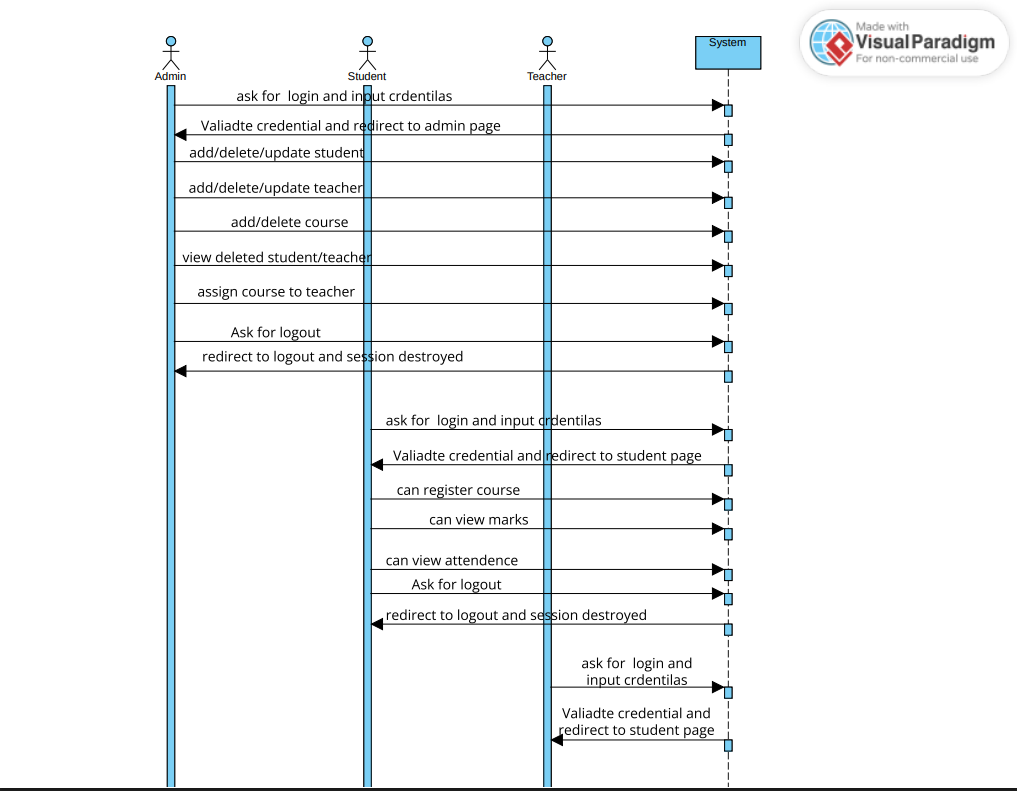 Made with
Visual Paradigm
For non-commercial use
Admin
Student
Teacher
System
ask for  login and input crdentilas
Valiadte credential and redirect to admin page
add/delete/update student
add/delete/update teacher
add/delete course
view deleted student/teacher
assign course to teacher
Ask for logout
redirect to logout and session destroyed
ask for  login and input crdentilas
Valiadte credential and redirect to student page
can register course
can view marks
can view attendence
Ask for logout
redirect to logout and session destroyed
ask for  login and
input crdentilas
Valiadte credential and
redirect to student page